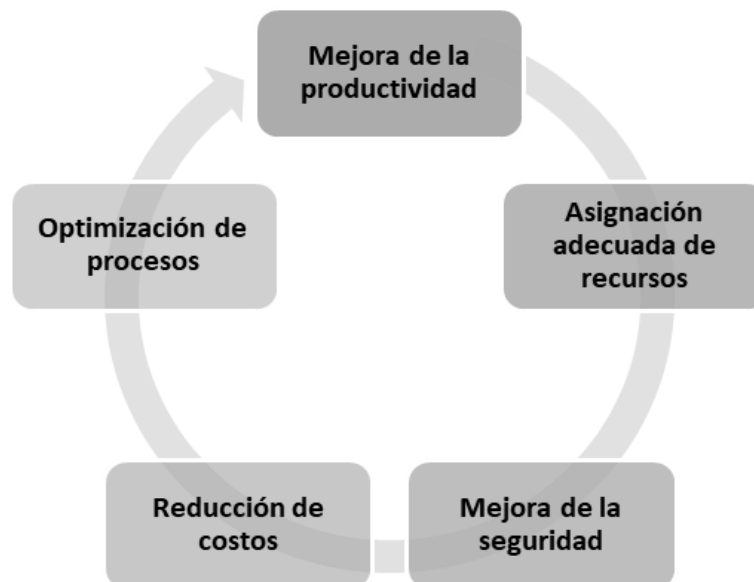 Mejora de la
productividad
Asignación
adecuada de
recursos
Mejora de la
seguridad
Reducción de
costos
Optimización de
procesos